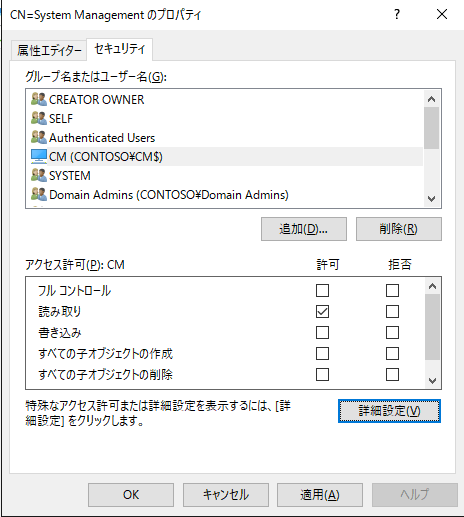 CN=System Management のプロパティ
属性エディター セキュリティ
グループ名またはユーザー名(G):
CREATOR OWNER
SELF
Authenticated Users
CM (CONTOSO¥CM$)
SYSTEM
Domain Admins (CONTOSO¥Domain Admins)
追加(D)... 削除(R)
アクセス許可(P): CM 許可 拒否
フル コントロール
読み取り
書き込み
すべての子オブジェクトの作成
すべての子オブジェクトの削除
特殊なアクセス許可または詳細設定を表示するには、[詳
細設定] をクリックします。
詳細設定(V)
OK キャンセル 適用(A) ヘルプ